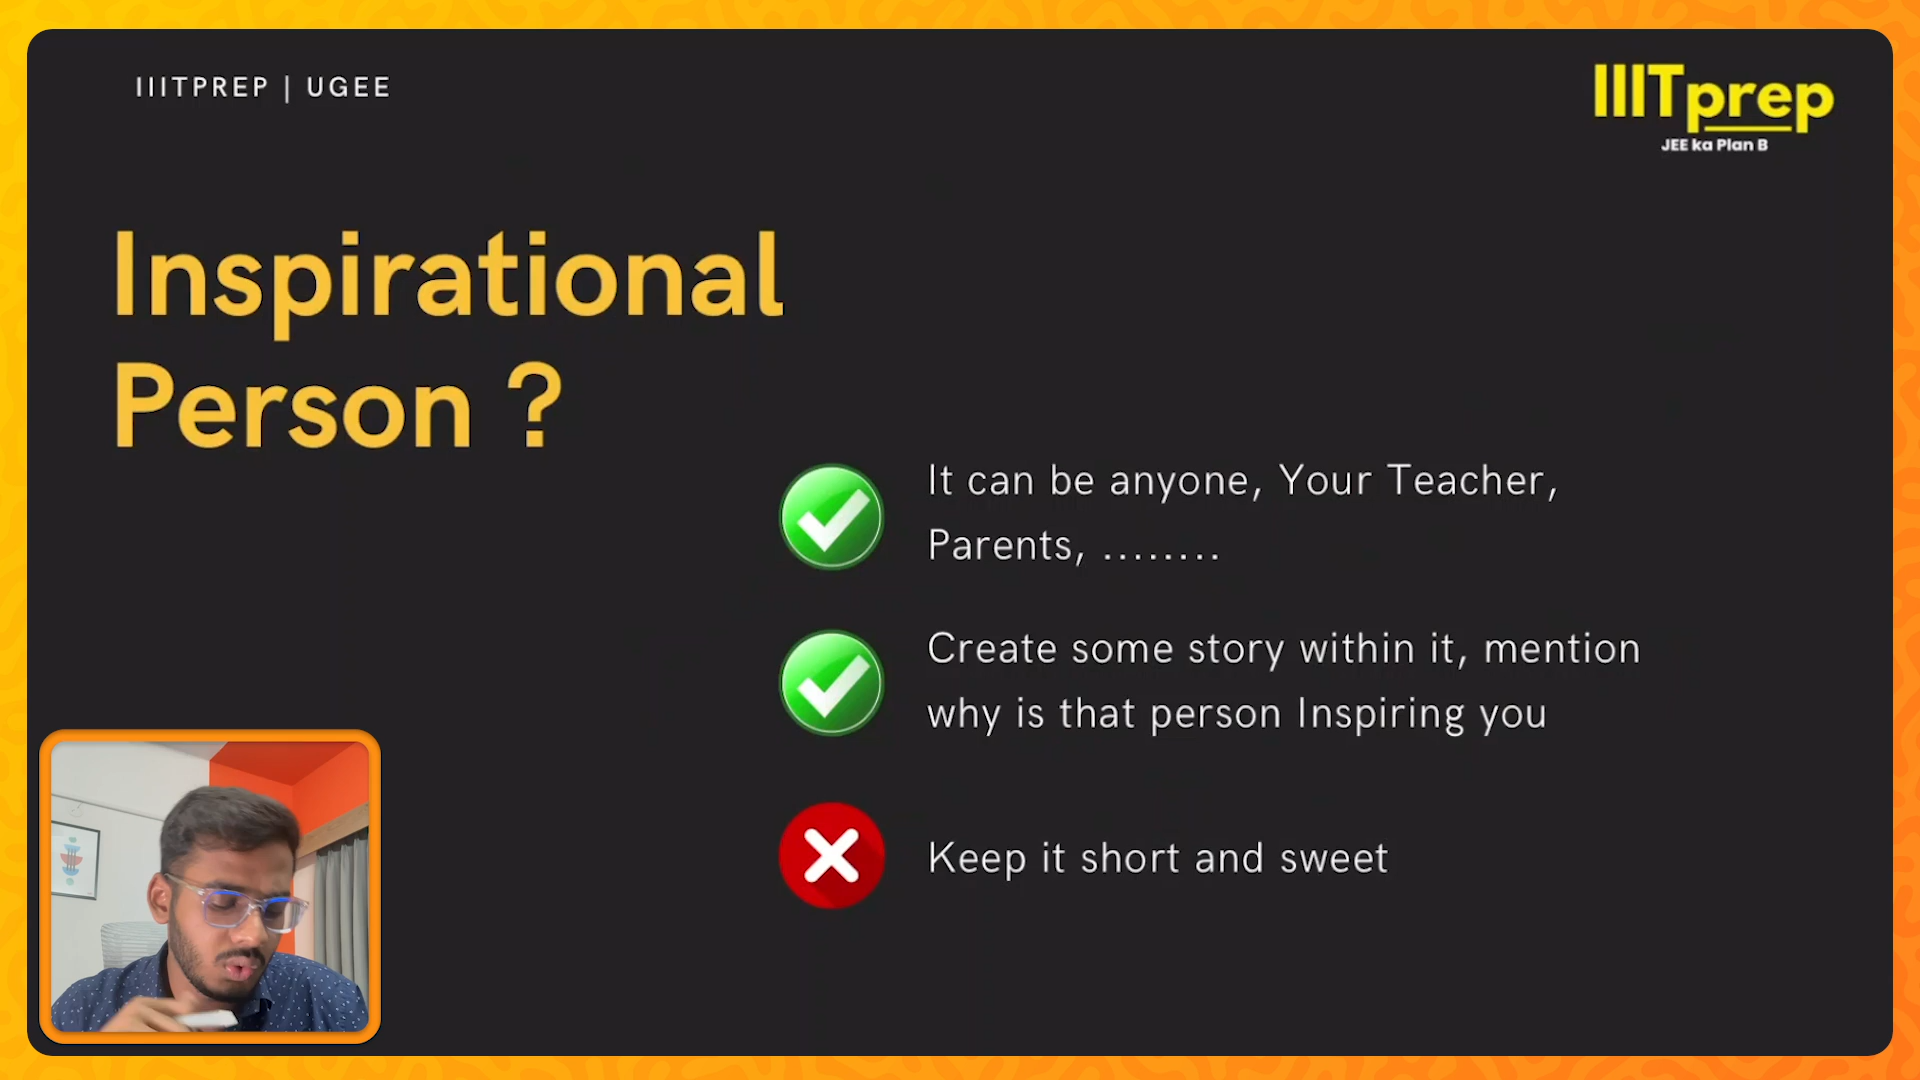 IIITPREP | UGEE
IIITprep
JEE ka Plan B
Inspirational
Person ?
It can be anyone, Your Teacher,
Parents, ........
Create some story within it, mention
why is that person Inspiring you
Keep it short and sweet